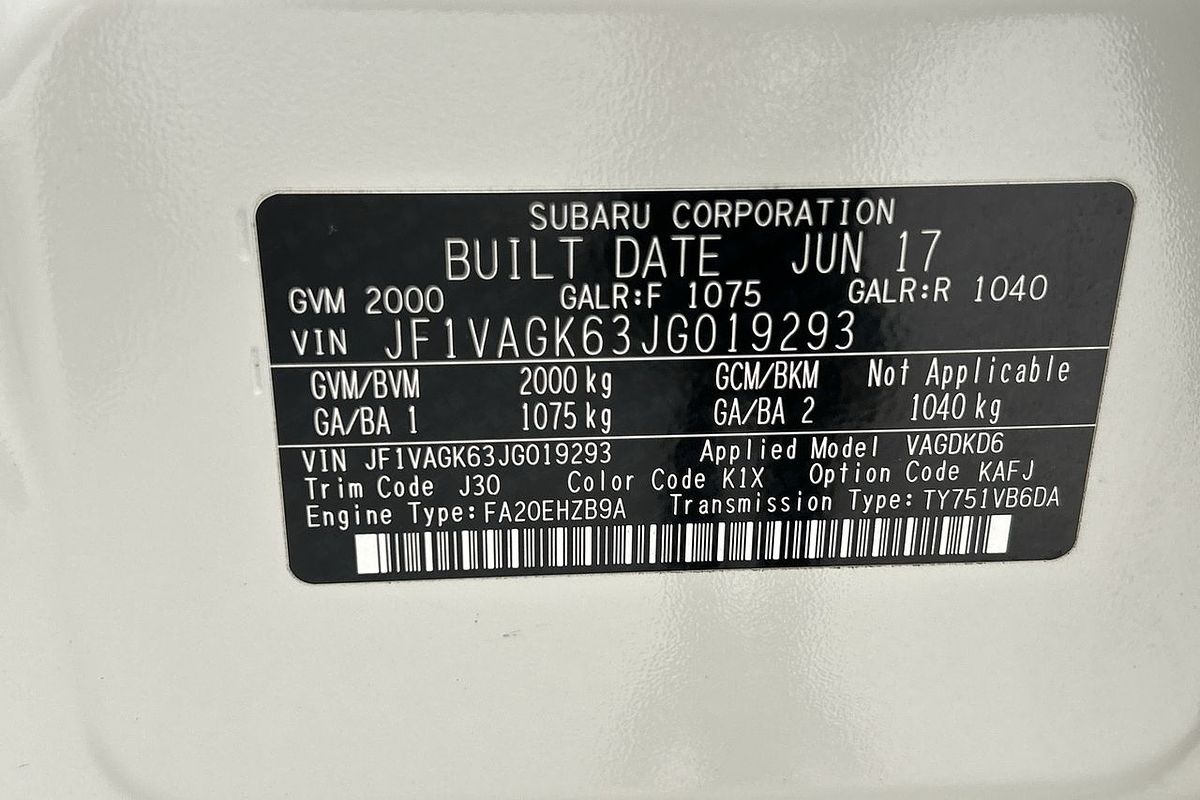 SUBARU CORPORATION
BUILT DATE JUN 17
GVM 2000 GALR:F 1075 GALR:R 1040
VIN JF1VAGK63JG019293
GVM/BVM 2000 kg GCM/BKM Not Applicable
GA/BA 1 1075 kg GA/BA 2 1040 kg
VIN JF1VAGK63JG019293 Applied Model VAGDKD6
Trim Code J30 Color Code K1X Option Code KAFJ
Engine Type:FA20EHZB9A Transmission Type:TY751VB6DA